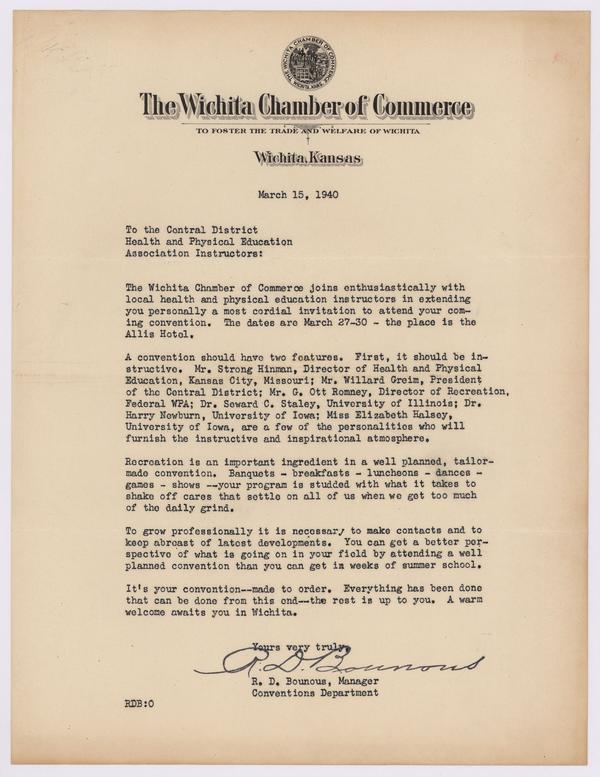 THE WICHITA CHAMBER OF COMMERCE
The Wichita Chamber of Commerce
TO FOSTER THE TRADE AND WELFARE OF WICHITA
Wichita, Kansas
March 15, 1940
To the Central District
Health and Physical Education
Association Instructors:
The Wichita Chamber of Commerce joins enthusiastically with
local health and physical education instructors in extending
you personally a most cordial invitation to attend your com-
ing convention. The dates are March 27-30 - the place is the
Allis Hotel.
A convention should have two features. First, it should be in-
structive. Mr. Strong Hinman, Director of Health and Physical
Education, Kansas City, Missouri; Mr. Willard Greim, President
of the Central District; Mr. G. Ott Romney, Director of Recreation,
Federal WPA; Dr. Seward C. Staley, University of Illinois; Dr.
Harry Newburn, University of Iowa; Miss Elizabeth Halsey,
University of Iowa, are a few of the personalities who will
furnish the instructive and inspirational atmosphere.
Recreation is an important ingredient in a well planned, tailor-
made convention. Banquets - breakfasts - luncheons - dances -
games - shows --your program is studded with what it takes to
shake off cares that settle on all of us when we get too much
of the daily grind.
To grow professionally it is necessary to make contacts and to
keep abroast of latest developments. You can get a better per-
spective of what is going on in your field by attending a well
planned convention than you can get in weeks of summer school.
It's your convention--made to order. Everything has been done
that can be done from this end--the rest is up to you. A warm
welcome awaits you in Wichita.
Yours very truly,
R. D. Bounous
R. D. Bounous, Manager
Conventions Department
RDB:O